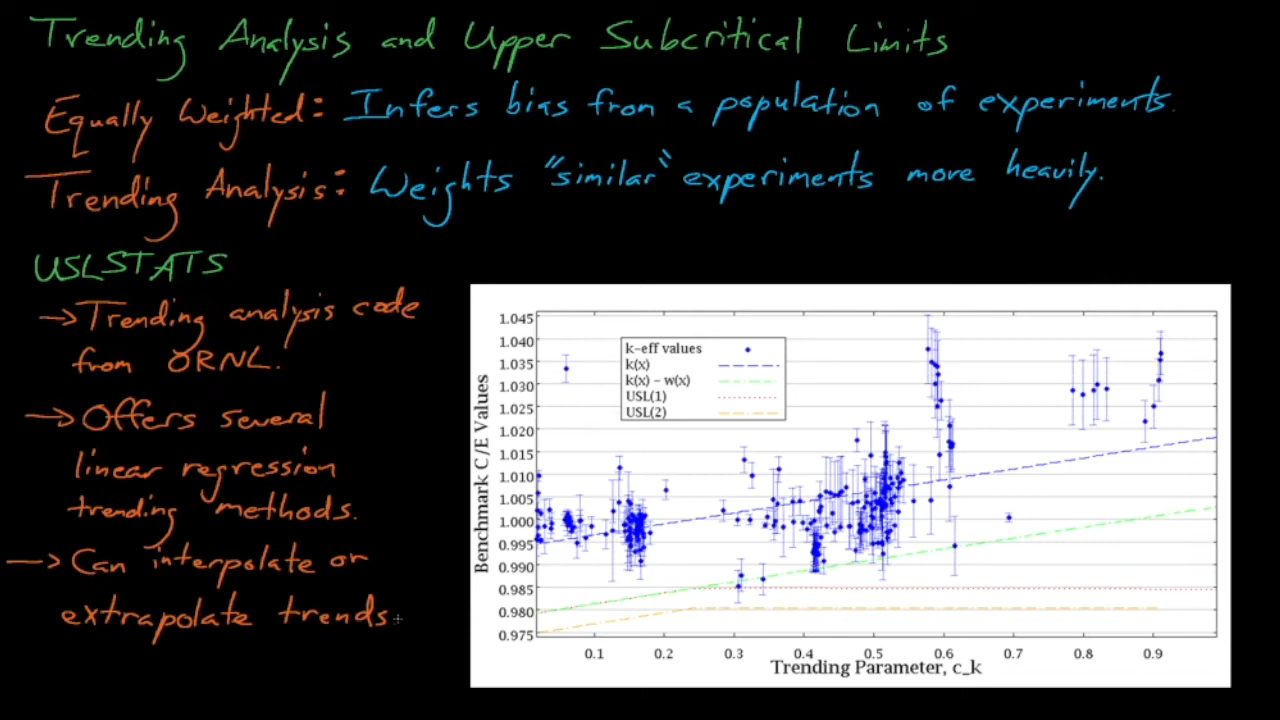 Trending Analysis and Upper Subcritical Limits
Equally Weighted: Infers bias from a population of experiments.
Trending Analysis: Weights "similar" experiments more heavily.
USLSTATS
→ Trending analysis code
from ORNL.
→ Offers several
linear regression
trending methods.
→ Can interpolate or
extrapolate trends
Benchmark C/E Values
1.045
1.040
1.035
1.030
1.025
1.020
1.015
1.010
1.005
1.000
0.995
0.990
0.985
0.980
0.975
k-eff values
k(x)
k(x) - w(x)
USL(1)
USL(2)
0.1 0.2 0.3 0.4 0.5 0.6 0.7 0.8 0.9
Trending Parameter, c_k